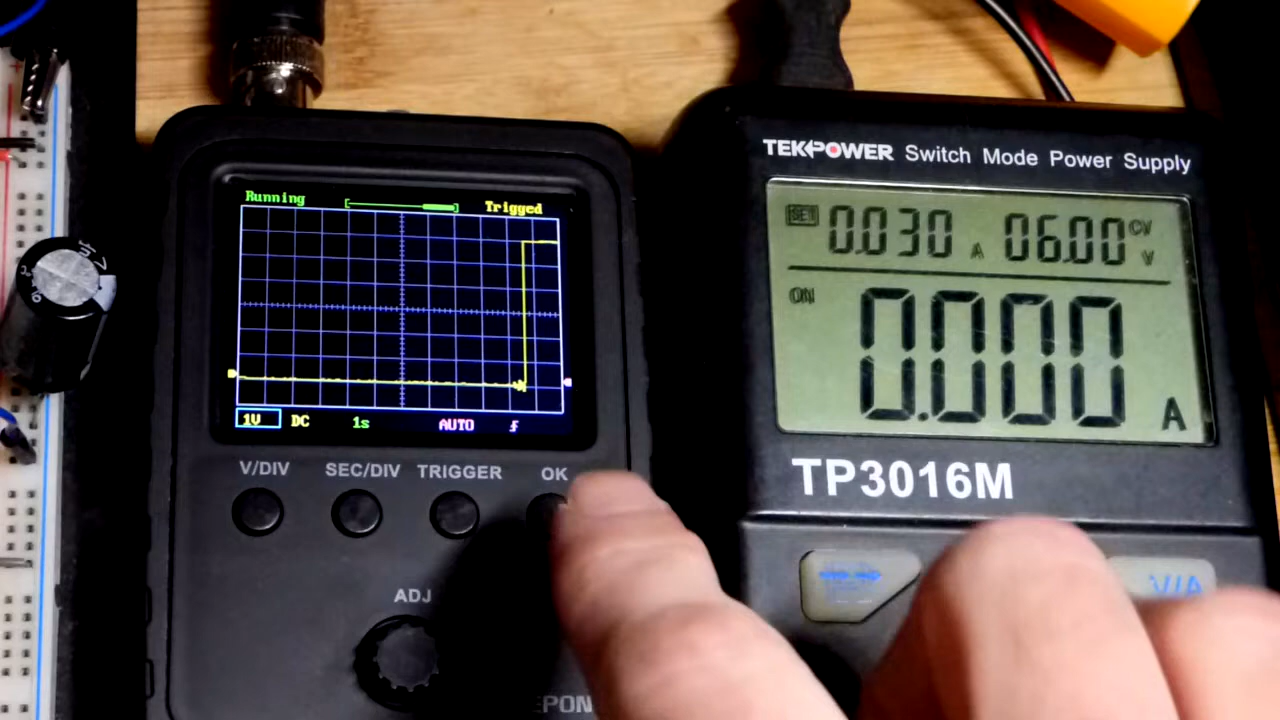 Running Trigged
1V DC 1s AUTO
V/DIV SEC/DIV TRIGGER OK
ADJ
EPON
TEKPOWER Switch Mode Power Supply
SET 0.030 A 06.00 CV V
ON
0.000 A
TP3016M
V/A